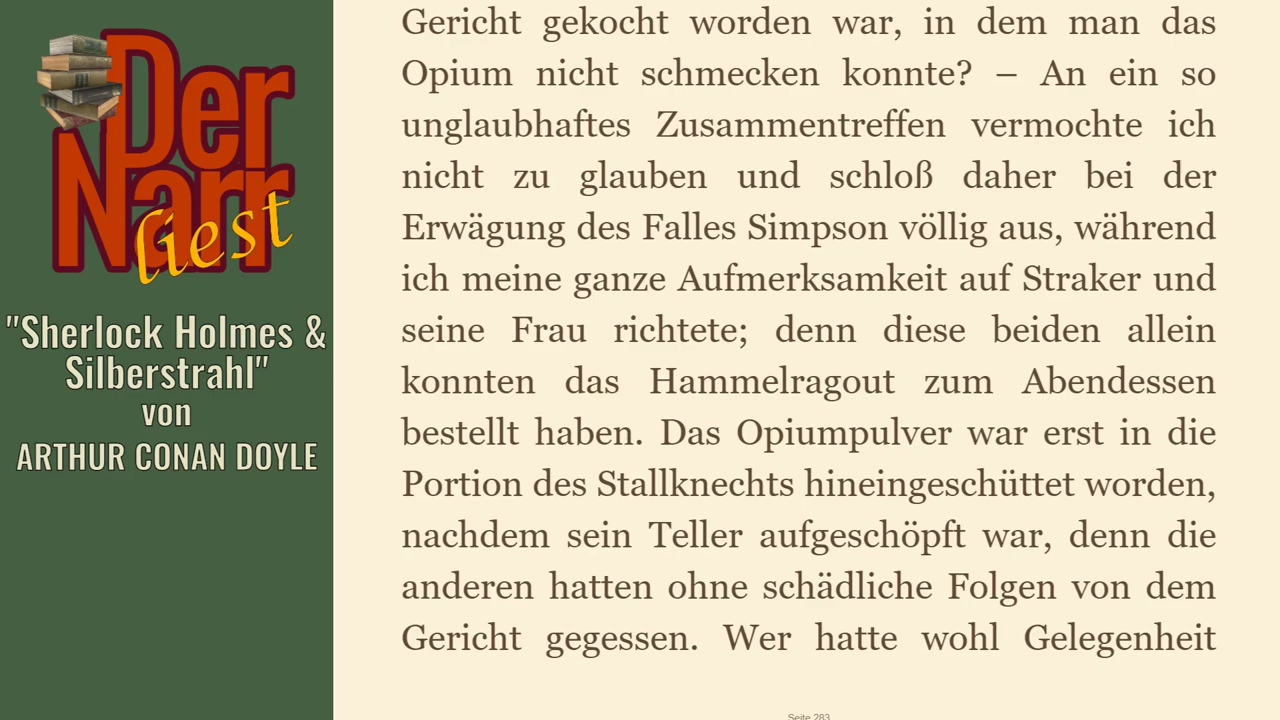 Der
Narr
liest
"Sherlock Holmes &
Silberstrahl"
von
ARTHUR CONAN DOYLE
Gericht gekocht worden war, in dem man das
Opium nicht schmecken konnte? – An ein so
unglaubhaftes Zusammentreffen vermochte ich
nicht zu glauben und schloß daher bei der
Erwägung des Falles Simpson völlig aus, während
ich meine ganze Aufmerksamkeit auf Straker und
seine Frau richtete; denn diese beiden allein
konnten das Hammelragout zum Abendessen
bestellt haben. Das Opiumpulver war erst in die
Portion des Stallknechts hineingeschüttet worden,
nachdem sein Teller aufgeschöpft war, denn die
anderen hatten ohne schädliche Folgen von dem
Gericht gegessen. Wer hatte wohl Gelegenheit
Seite 283